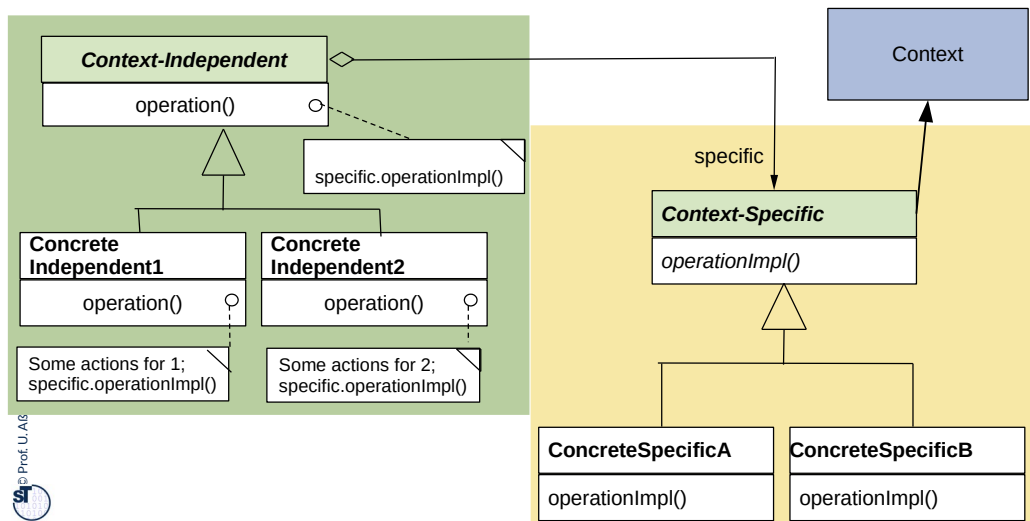 Context-Independent
operation()
specific.operationImpl()
Concrete
Independent1
operation()
Concrete
Independent2
operation()
Some actions for 1;
specific.operationImpl()
Some actions for 2;
specific.operationImpl()
Context
specific
Context-Specific
operationImpl()
ConcreteSpecificA
operationImpl()
ConcreteSpecificB
operationImpl()
© Prof. U. Aß
ST